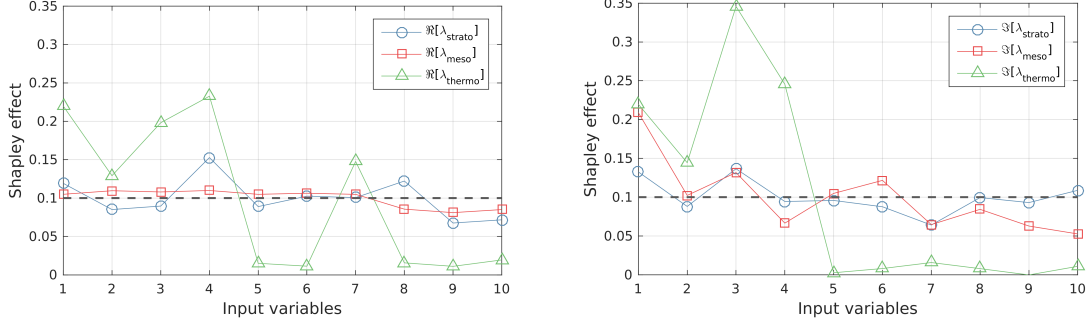 0.35
0.3
0.25
0.2
0.15
0.1
0.05
0
Shapley effect
1 2 3 4 5 6 7 8 9 10
Input variables
ℜ[λstrato]
ℜ[λmeso]
ℜ[λthermo]
0.35
0.3
0.25
0.2
0.15
0.1
0.05
0
Shapley effect
1 2 3 4 5 6 7 8 9 10
Input variables
ℑ[λstrato]
ℑ[λmeso]
ℑ[λthermo]